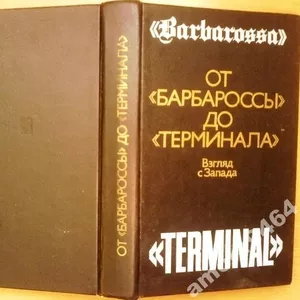 «Barbarossa»
ОТ
«БАРБАРОССЫ»
ДО
«ТЕРМИНАЛА»
Взгляд
с Запада
«TERMINAL»
ОТ «БАРБАРОССЫ» ДО «ТЕРМИНАЛА»